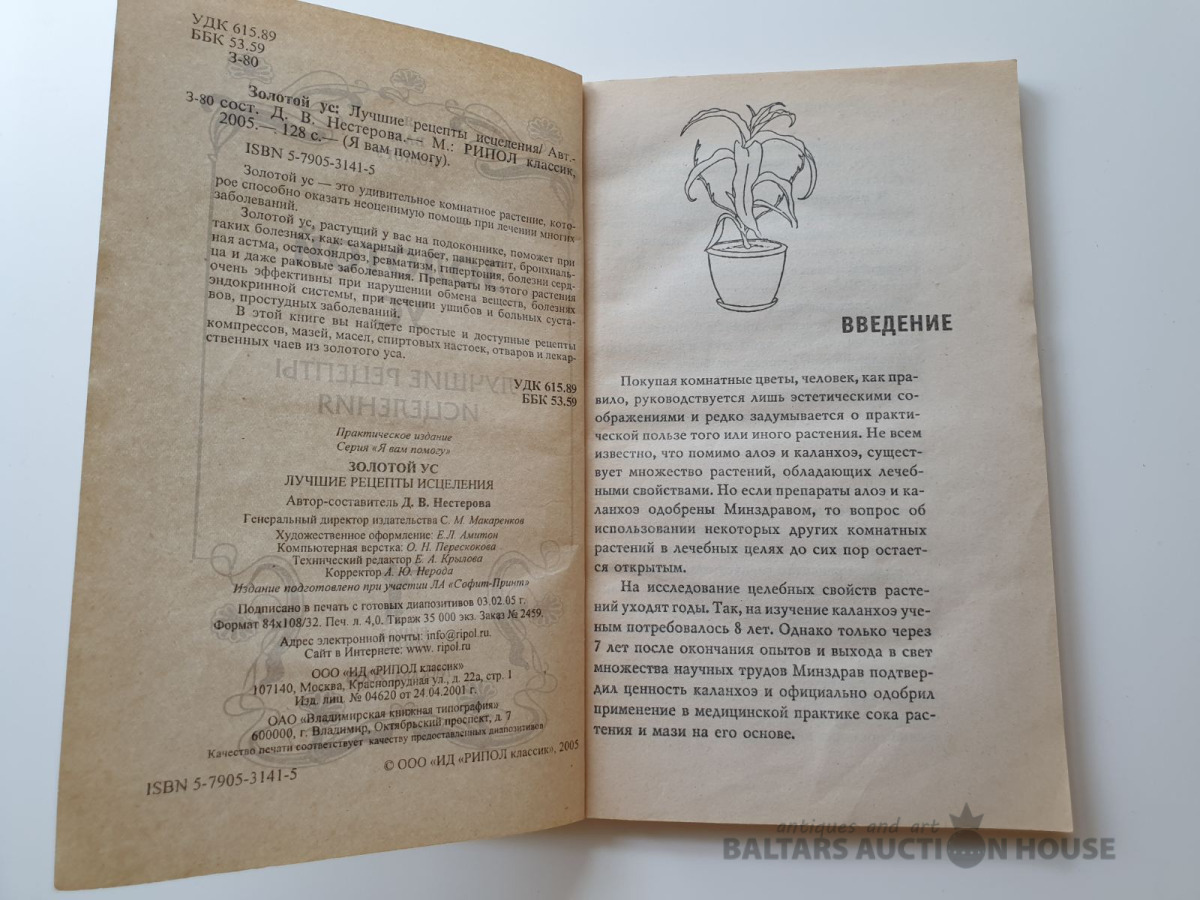 УДК 615.89
ББК 53.59
З-80
Золотой ус: Лучшие рецепты исцеления/ Авт.-
З-80 сост. Д. В. Нестерова.— М.: РИПОЛ классик,
2005.— 128 с.— (Я вам помогу).
ISBN 5-7905-3141-5
Золотой ус — это удивительное комнатное растение, кото-
рое способно оказать неоценимую помощь при лечении многих
заболеваний.
Золотой ус, растущий у вас на подоконнике, поможет при
таких болезнях, как: сахарный диабет, панкреатит, бронхиаль-
ная астма, остеохондроз, ревматизм, гипертония, болезни серд-
ца и даже раковые заболевания. Препараты из этого растения
очень эффективны при нарушении обмена веществ, болезнях
эндокринной системы, при лечении ушибов и больных суста-
вов, простудных заболеваний.
В этой книге вы найдете простые и доступные рецепты
компрессов, мазей, масел, спиртовых настоек, отваров и лекар-
ственных чаев из золотого уса.
УДК 615.89
ББК 53.59
ЛУЧШИЕ РЕЦЕПТЫ
ИСЦЕЛЕНИЯ
Практическое издание
Серия «Я вам помогу»
ЗОЛОТОЙ УС
ЛУЧШИЕ РЕЦЕПТЫ ИСЦЕЛЕНИЯ
Автор-составитель Д. В. Нестерова
Генеральный директор издательства С. М. Макаренков
Художественное оформление: Е.Л. Амитон
Компьютерная верстка: О. Н. Перескокова
Технический редактор Е. А. Крылова
Корректор А. Ю. Нерода
Издание подготовлено при участии ЛА «Софит-Принт»
Подписано в печать с готовых диапозитивов 03.02.05 г.
Формат 84х108/32. Печ. л. 4,0. Тираж 35 000 экз. Заказ № 2459.
Адрес электронной почты: info@ripol.ru
Сайт в Интернете: www. ripol.ru
ООО «ИД «РИПОЛ классик»
107140, Москва, Краснопрудная ул., д. 22а, стр. 1
Изд. лиц. № 04620 от 24.04.2001 г.
ОАО «Владимирская книжная типография»
600000, г. Владимир, Октябрьский проспект, д. 7
Качество печати соответствует качеству предоставленных диапозитивов
© ООО «ИД «РИПОЛ классик», 2005
ISBN 5-7905-3141-5
ВВЕДЕНИЕ
Покупая комнатные цветы, человек, как пра-
вило, руководствуется лишь эстетическими со-
ображениями и редко задумывается о практи-
ческой пользе того или иного растения. Не всем
известно, что помимо алоэ и каланхоэ, сущест-
вует множество растений, обладающих лечеб-
ными свойствами. Но если препараты алоэ и ка-
ланхоэ одобрены Минздравом, то вопрос об
использовании некоторых других комнатных
растений в лечебных целях до сих пор остает-
ся открытым.
На исследование целебных свойств расте-
ний уходят годы. Так, на изучение каланхоэ уче-
ным потребовалось 8 лет. Однако только через
7 лет после окончания опытов и выхода в свет
множества научных трудов Минздрав подтвер-
дил ценность каланхоэ и официально одобрил
применение в медицинской практике сока рас-
тения и мази на его основе.
antiques and art
BALTARS AUCTION HOUSE